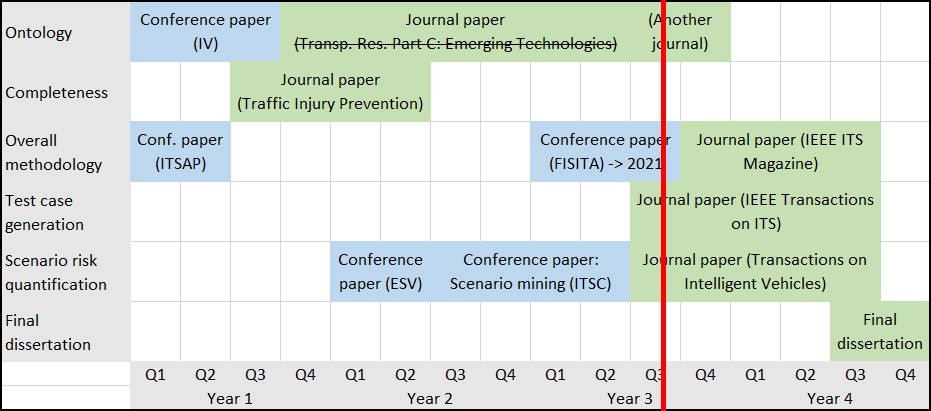 Ontology
Conference paper
(IV)
Journal paper
(Transp. Res. Part C: Emerging Technologies)
(Another
journal)
Completeness
Journal paper
(Traffic Injury Prevention)
Overall
methodology
Conf. paper
(ITSAP)
Conference paper
(FISITA) -> 2021
Journal paper (IEEE ITS
Magazine)
Test case
generation
Journal paper (IEEE Transactions
on ITS)
Scenario risk
quantification
Conference
paper (ESV)
Conference paper:
Scenario mining (ITSC)
Journal paper (Transactions on
Intelligent Vehicles)
Final
dissertation
Final
dissertation
Q1 Q2 Q3 Q4 Q1 Q2 Q3 Q4 Q1 Q2 Q3 Q4 Q1 Q2 Q3 Q4
Year 1 Year 2 Year 3 Year 4